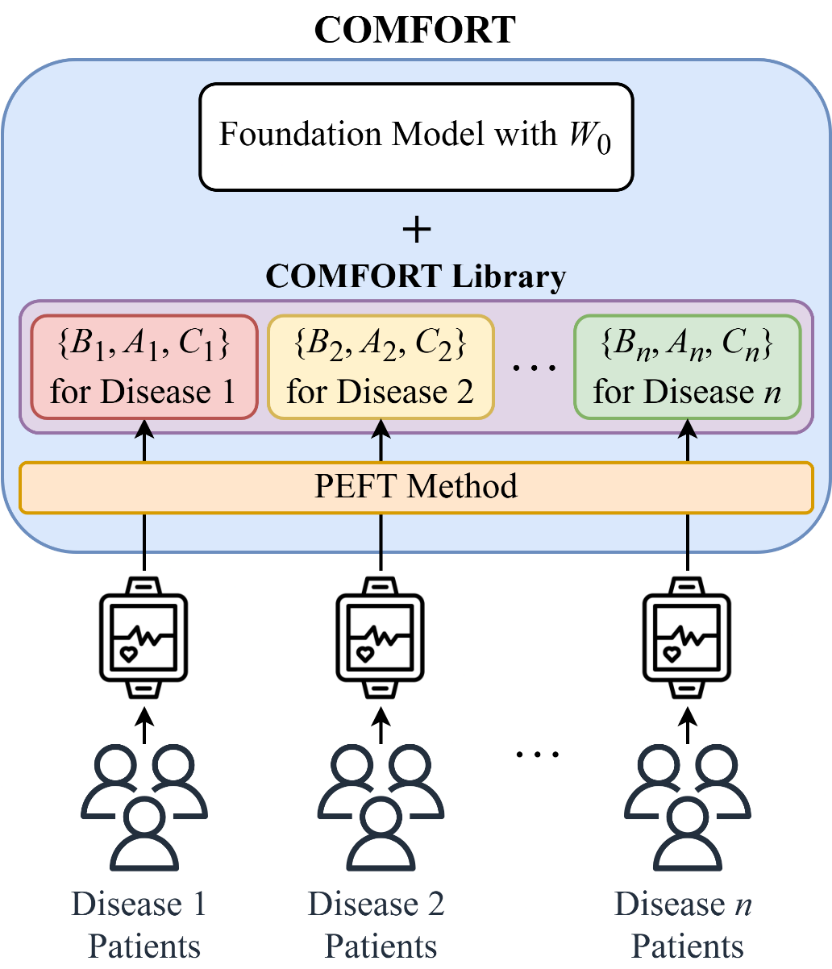 COMFORT
Foundation Model with W₀
+
COMFORT Library
{B₁, A₁, C₁}
for Disease 1
{B₂, A₂, C₂}
for Disease 2
...
{Bₙ, Aₙ, Cₙ}
for Disease n
PEFT Method
...
Disease 1
Patients
Disease 2
Patients
Disease n
Patients